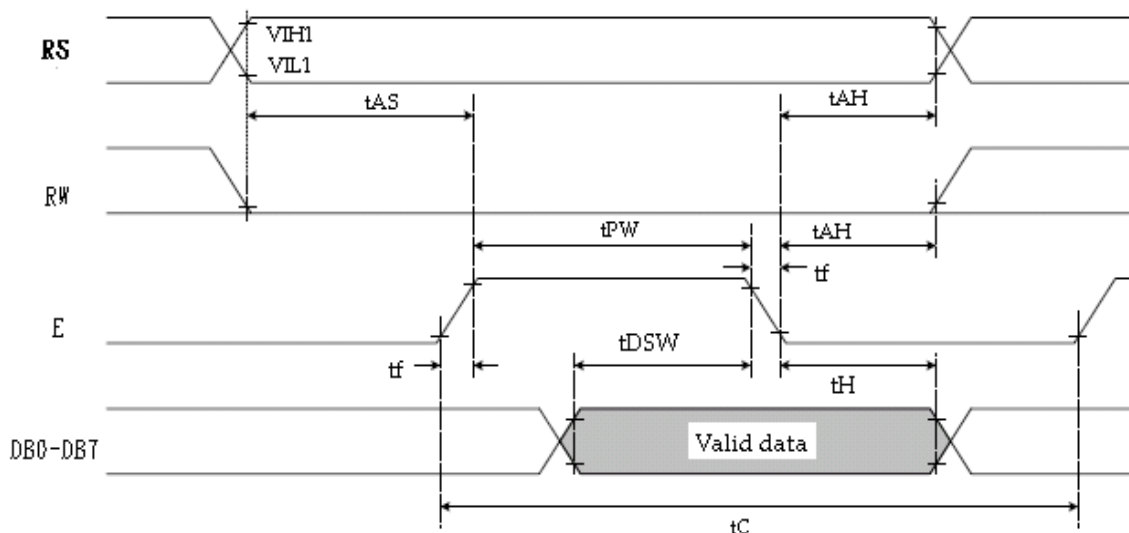 RS
VIH1
VIL1
tAS
tAH
RW
tPW
tAH
tf
E
tDSW
tf
tH
DB0-DB7
Valid data
tC